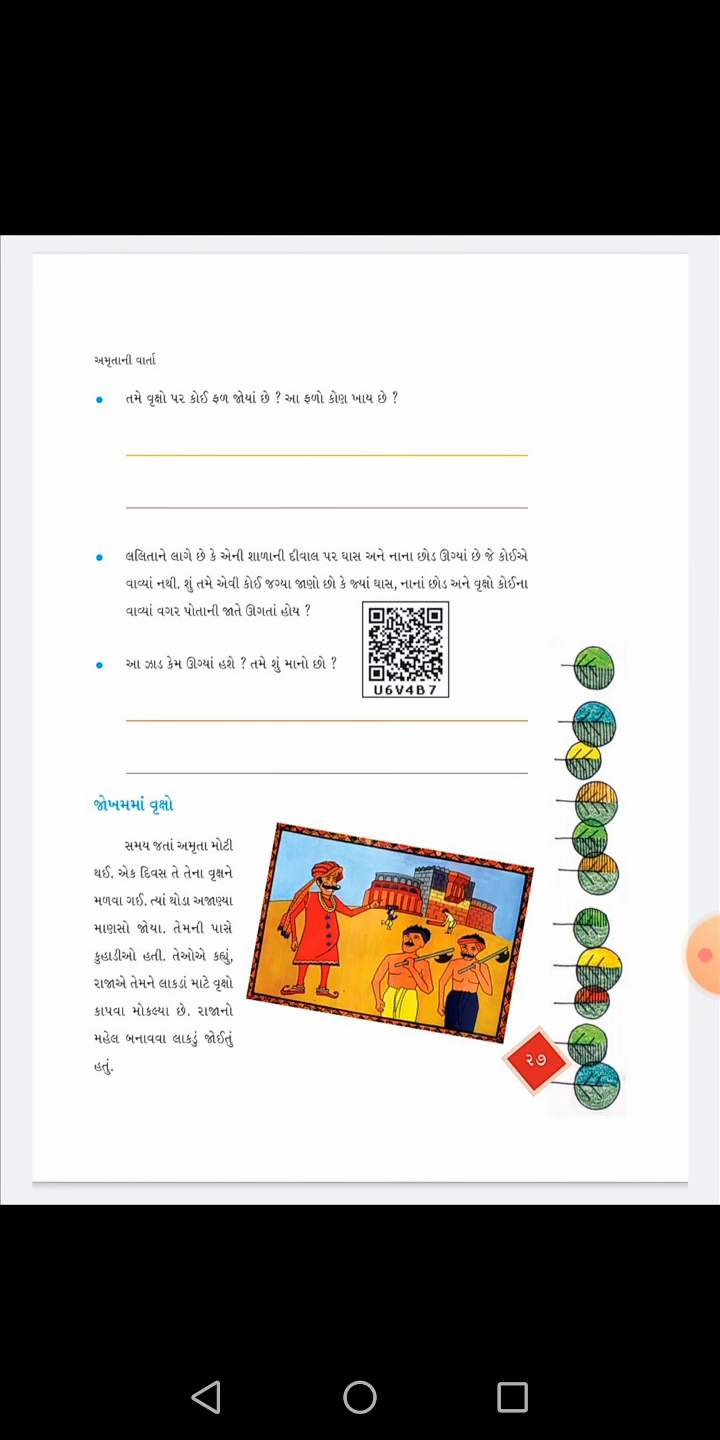 અમૃતાની વાર્તા
• તમે વૃક્ષો પર કોઈ ફળ જોયાં છે ? આ ફળો કોણ ખાય છે ?
• લલિતાને લાગે છે કે એની શાળાની દીવાલ પર ઘાસ અને નાના છોડ ઊગ્યાં છે જે કોઈએ
વાવ્યાં નથી. શું તમે એવી કોઈ જગ્યા જાણો છો કે જ્યાં ઘાસ, નાનાં છોડ અને વૃક્ષો કોઈના
વાવ્યાં વગર પોતાની જાતે ઊગતાં હોય ?
U6V4B7
• આ ઝાડ કેમ ઊગ્યાં હશે ? તમે શું માનો છો ?
જોખમમાં વૃક્ષો
સમય જતાં અમૃતા મોટી
થઈ. એક દિવસ તે તેના વૃક્ષને
મળવા ગઈ. ત્યાં થોડા અજાણ્યા
માણસો જોયા. તેમની પાસે
કુહાડીઓ હતી. તેઓએ કહ્યું,
રાજાએ તેમને લાકડાં માટે વૃક્ષો
કાપવા મોકલ્યા છે. રાજાનો
મહેલ બનાવવા લાકડું જોઈતું
હતું.
૨૭